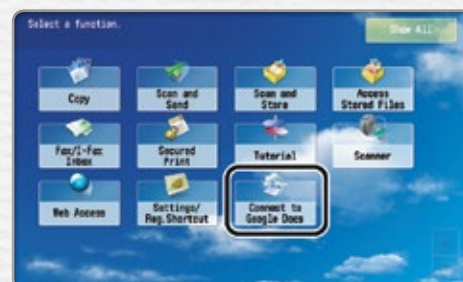 Select a function.
Show All
Copy
Scan and
Send
Scan and
Store
Access
Stored Files
Fax/I-Fax
Inbox
Secured
Print
Tutorial
Scanner
Web Access
Settings/
Reg.Shortcut
Connect to
Google Docs